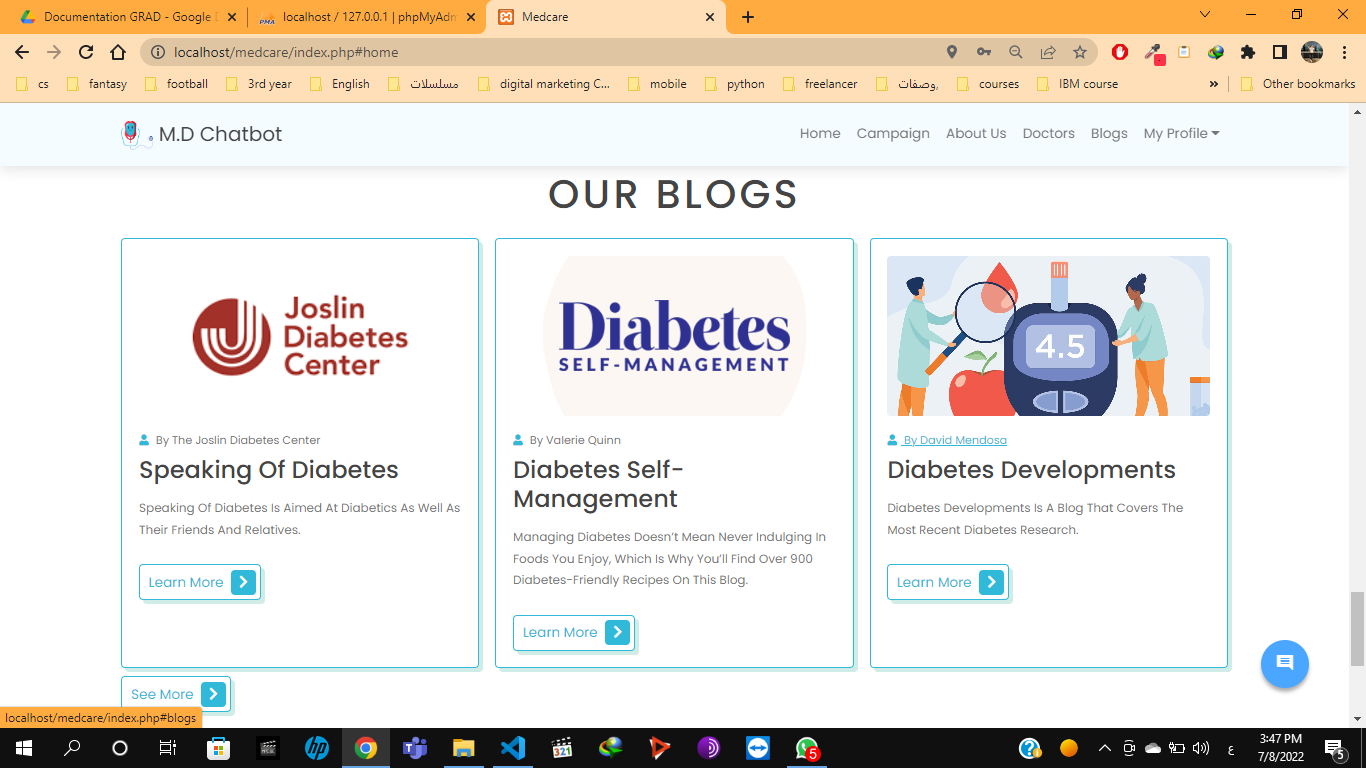 Documentation GRAD - Google D
localhost / 127.0.0.1 | phpMyAdm
Medcare
localhost/medcare/index.php#home
cs
fantasy
football
3rd year
English
مسلسلات
digital marketing C...
mobile
python
freelancer
وصفات,
courses
IBM course
»
Other bookmarks
M.D Chatbot
Home
Campaign
About Us
Doctors
Blogs
My Profile
OUR BLOGS
Joslin
Diabetes
Center
By The Joslin Diabetes Center
Speaking Of Diabetes
Speaking Of Diabetes Is Aimed At Diabetics As Well As
Their Friends And Relatives.
Learn More
Diabetes
SELF-MANAGEMENT
By Valerie Quinn
Diabetes Self-
Management
Managing Diabetes Doesn't Mean Never Indulging In
Foods You Enjoy, Which Is Why You'll Find Over 900
Diabetes-Friendly Recipes On This Blog.
Learn More
4.5
By David Mendosa
Diabetes Developments
Diabetes Developments Is A Blog That Covers The
Most Recent Diabetes Research.
Learn More
See More
localhost/medcare/index.php#blogs
321
5
ع
3:47 PM
7/8/2022
5